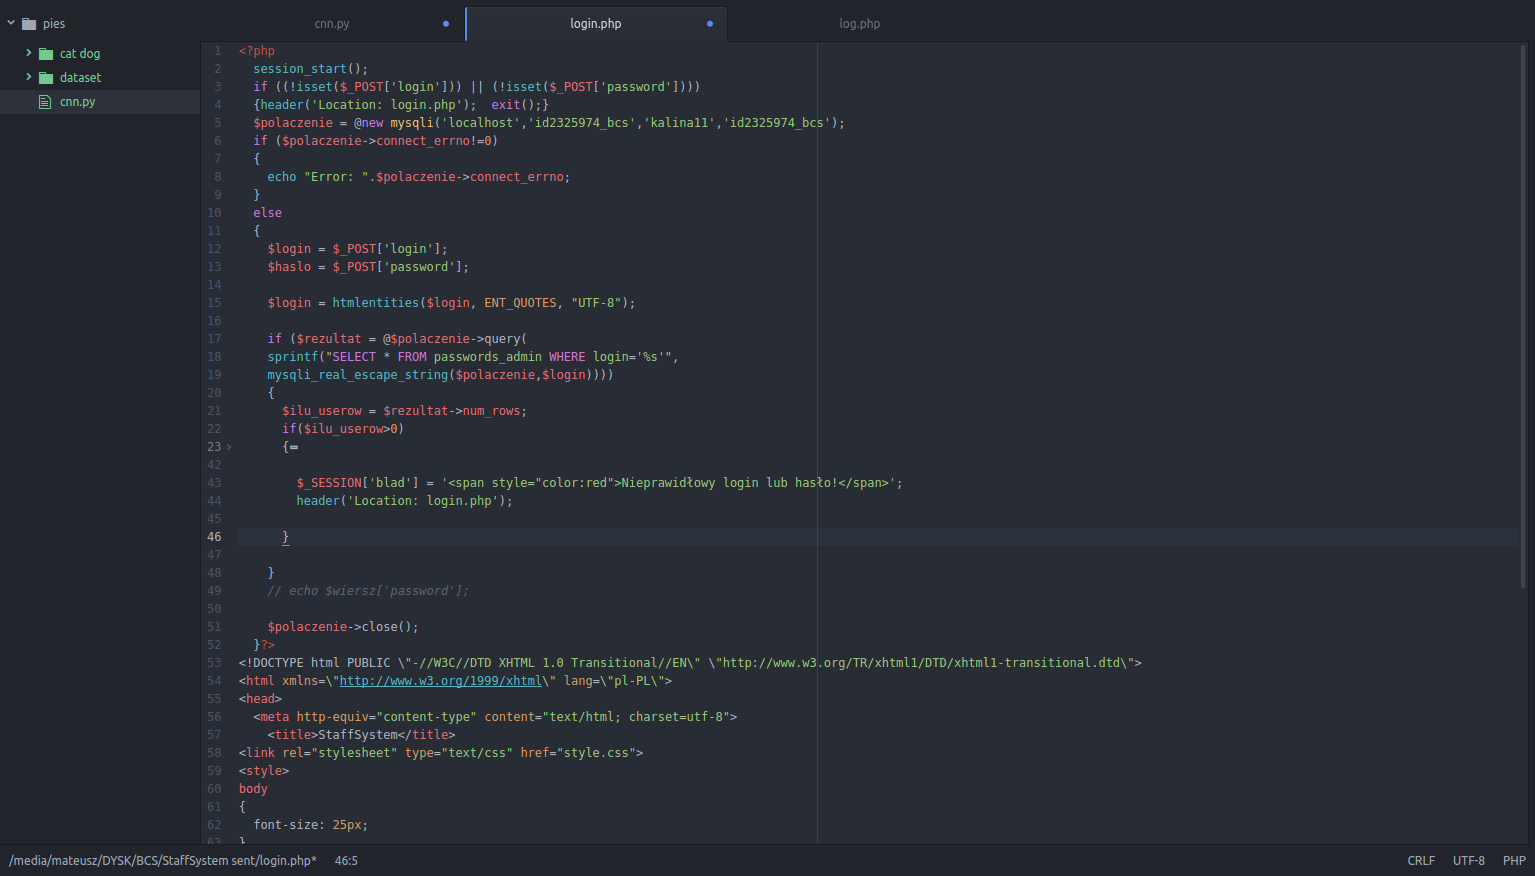 pies
cat dog
dataset
cnn.py
cnn.py
login.php
log.php
1 <?php
2 session_start();
3 if ((!isset($_POST['login'])) || (!isset($_POST['password'])))
4 {header('Location: login.php');  exit();}
5 $polaczenie = @new mysqli('localhost','id2325974_bcs','kalina11','id2325974_bcs');
6 if ($polaczenie->connect_errno!=0)
7 {
8 echo "Error: ".$polaczenie->connect_errno;
9 }
10 else
11 {
12 $login = $_POST['login'];
13 $haslo = $_POST['password'];
14
15 $login = htmlentities($login, ENT_QUOTES, "UTF-8");
16
17 if ($rezultat = @$polaczenie->query(
18 sprintf("SELECT * FROM passwords_admin WHERE login='%s'",
19 mysqli_real_escape_string($polaczenie,$login))))
20 {
21 $ilu_userow = $rezultat->num_rows;
22 if($ilu_userow>0)
23 {
42
43 $_SESSION['blad'] = '<span style="color:red">Nieprawidłowy login lub hasło!</span>';
44 header('Location: login.php');
45
46 }
47
48 }
49 // echo $wiersz['password'];
50
51 $polaczenie->close();
52 }?>
53 <!DOCTYPE html PUBLIC \"-//W3C//DTD XHTML 1.0 Transitional//EN\" \"http://www.w3.org/TR/xhtml1/DTD/xhtml1-transitional.dtd\">
54 <html xmlns=\"http://www.w3.org/1999/xhtml\" lang=\"pl-PL\">
55 <head>
56 <meta http-equiv="content-type" content="text/html; charset=utf-8">
57 <title>StaffSystem</title>
58 <link rel="stylesheet" type="text/css" href="style.css">
59 <style>
60 body
61 {
62 font-size: 25px;
63 }
/media/mateusz/DYSK/BCS/StaffSystem sent/login.php* 46:5 CRLF UTF-8 PHP